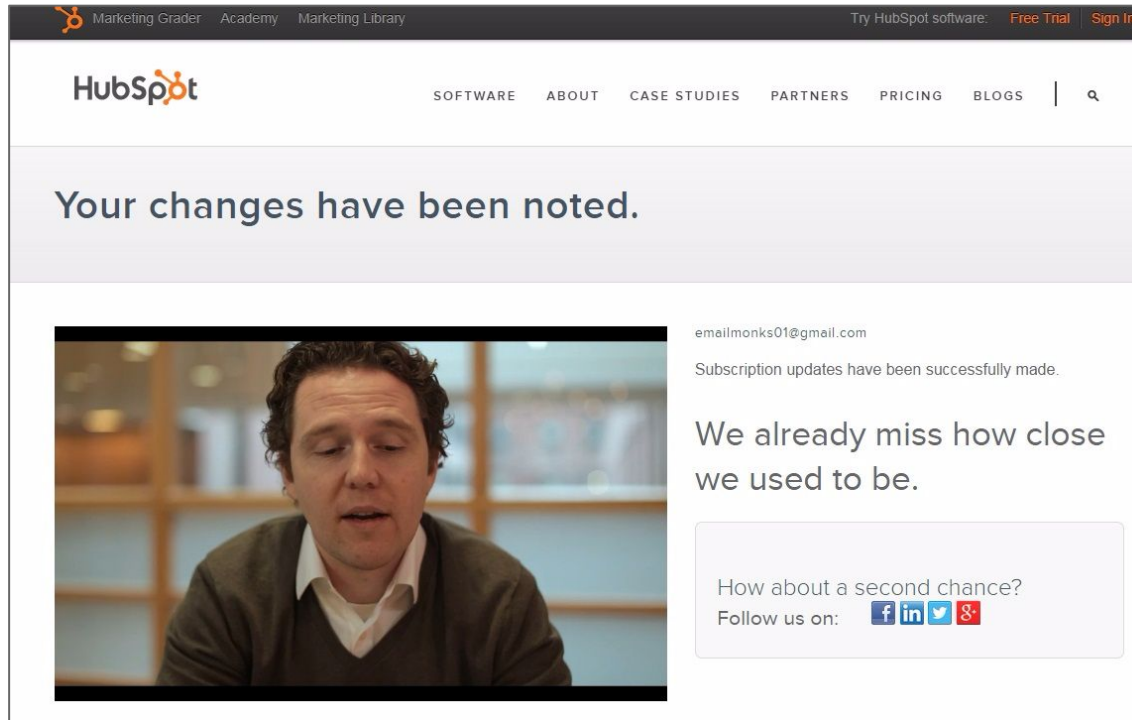 Marketing Grader Academy Marketing Library Try HubSpot software: Free Trial Sign In
HubSpot
SOFTWARE ABOUT CASE STUDIES PARTNERS PRICING BLOGS
Your changes have been noted.
emailmonks01@gmail.com
Subscription updates have been successfully made.
We already miss how close
we used to be.
How about a second chance?
Follow us on: f in g+